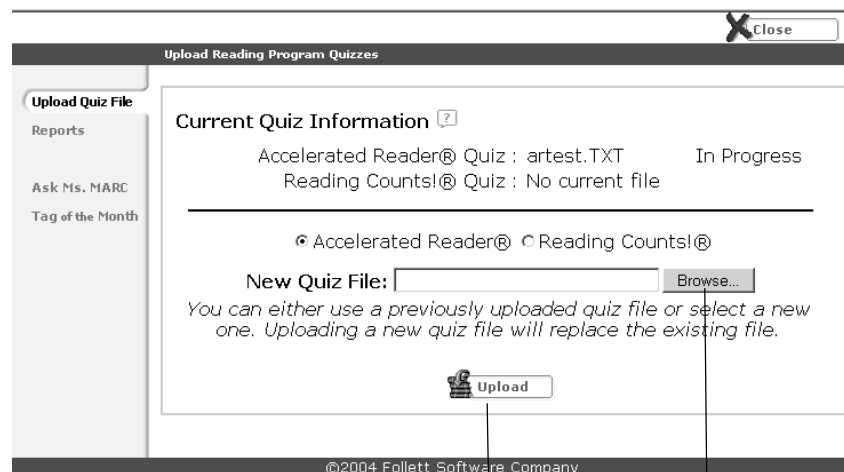 Close
Upload Reading Program Quizzes
Upload Quiz File
Reports
Ask Ms. MARC
Tag of the Month
Current Quiz Information ?
Accelerated Reader® Quiz : artest.TXT In Progress
Reading Counts!® Quiz : No current file
Accelerated Reader® Reading Counts!®
New Quiz File: Browse...
You can either use a previously uploaded quiz file or select a new
one. Uploading a new quiz file will replace the existing file.
Upload
©2004 Follett Software Company